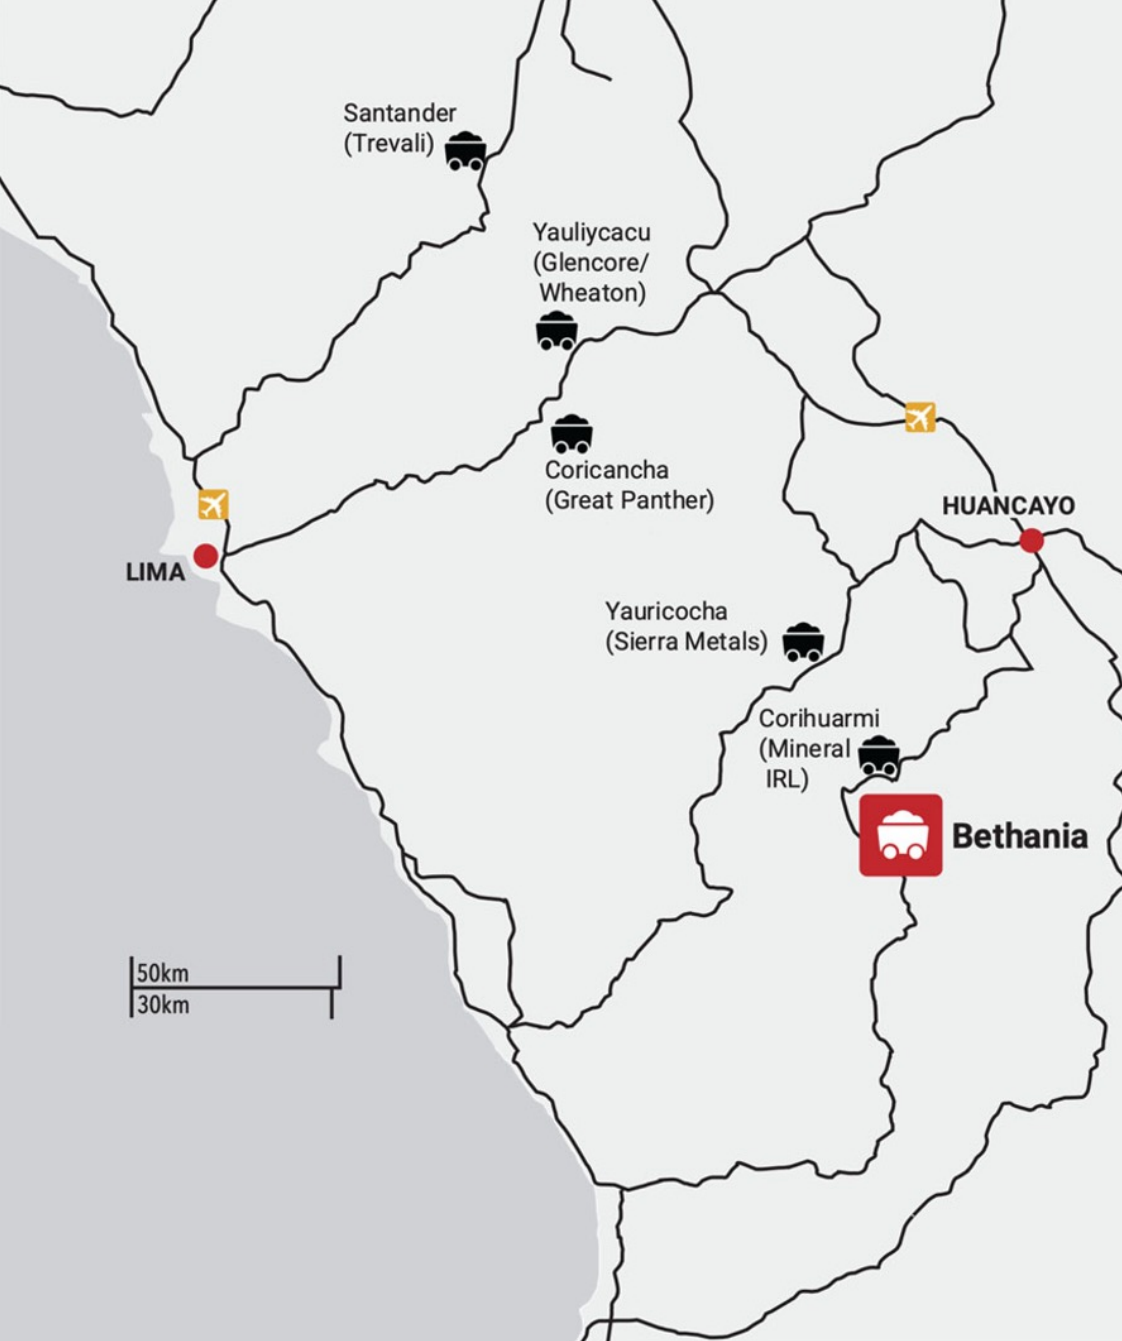 Santander
(Trevali)
Yauliycacu
(Glencore/
Wheaton)
Coricancha
(Great Panther)
HUANCAYO
LIMA
Yauricocha
(Sierra Metals)
Corihuarmi
(Mineral
IRL)
Bethania
50km
30km